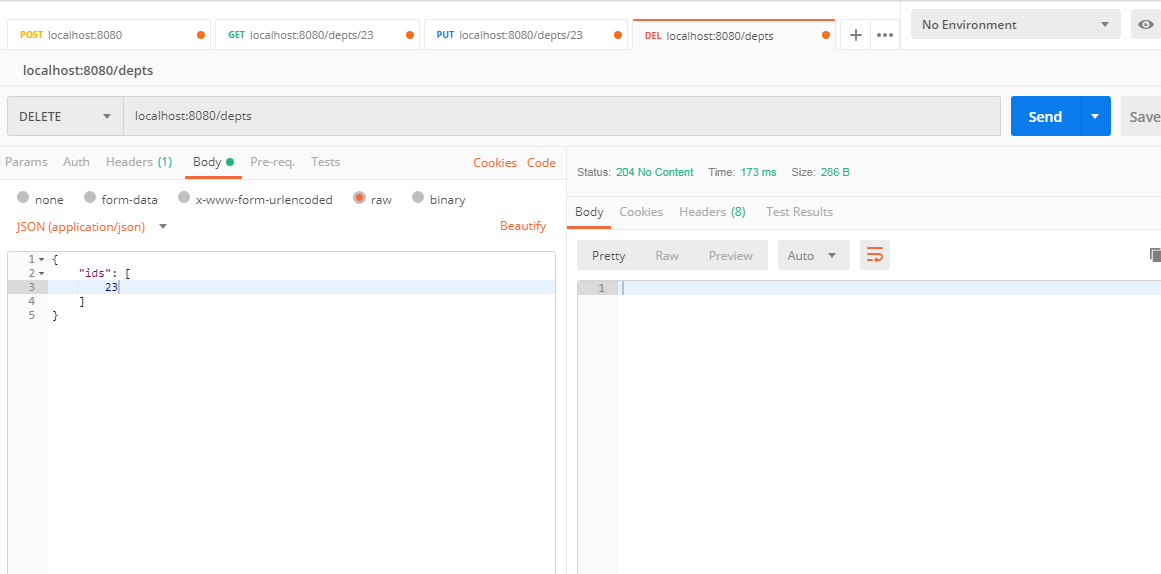 POST localhost:8080 GET localhost:8080/depts/23 PUT localhost:8080/depts/23 DEL localhost:8080/depts + ••• No Environment
localhost:8080/depts
DELETE localhost:8080/depts Send Save
Params Auth Headers (1) Body Pre-req. Tests Cookies Code
Status: 204 No Content Time: 173 ms Size: 286 B
none form-data x-www-form-urlencoded raw binary
Body Cookies Headers (8) Test Results
JSON (application/json) Beautify
Pretty Raw Preview Auto
1 {
2 "ids": [
3 23
4 ]
5 }
1